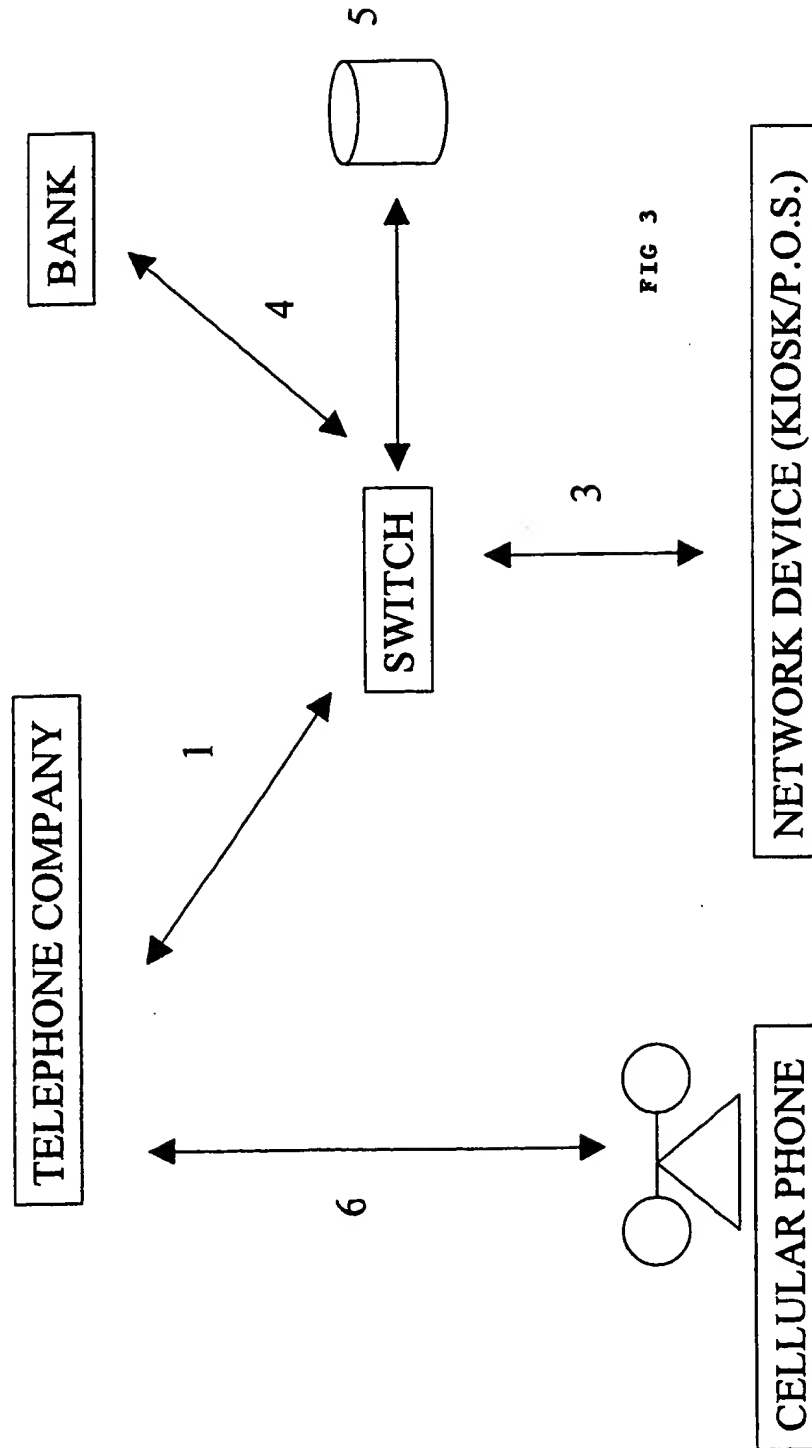 TELEPHONE COMPANY
BANK
1
4
5
6
SWITCH
3
FIG 3
CELLULAR PHONE
NETWORK DEVICE (KIOSK/P.O.S.)